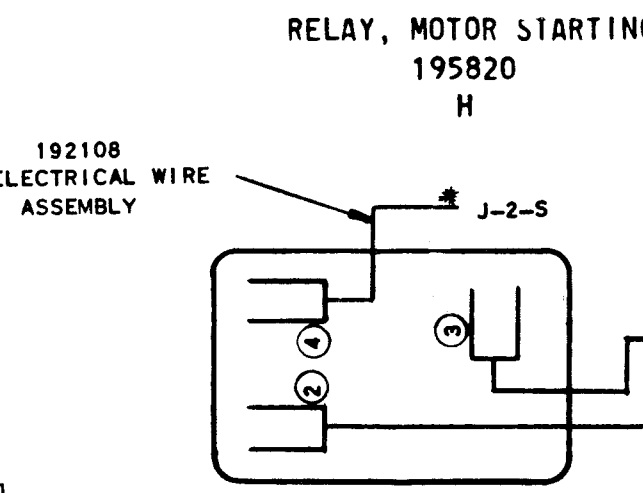 RELAY, MOTOR STARTING
195820
H
192108
ELECTRICAL WIRE
ASSEMBLY
J-2-S
4
3
2